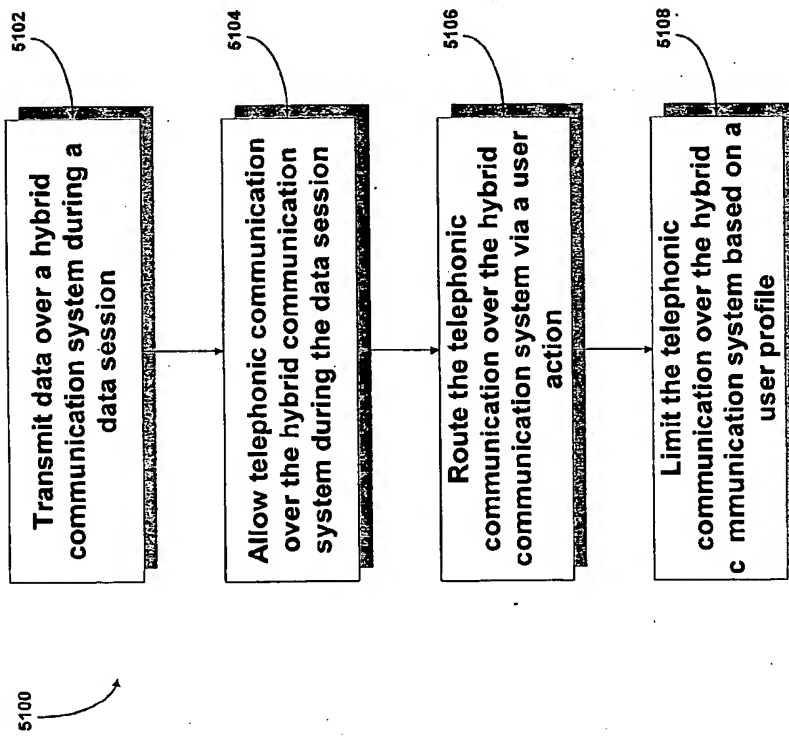 5100
5102
Transmit data over a hybrid
communication system during a
data session
5104
Allow telephonic communication
over the hybrid communication
system during the data session
5106
Route the telephonic
communication over the hybrid
communication system via a user
action
5108
Limit the telephonic
communication over the hybrid
c mmunication system based on a
user profile